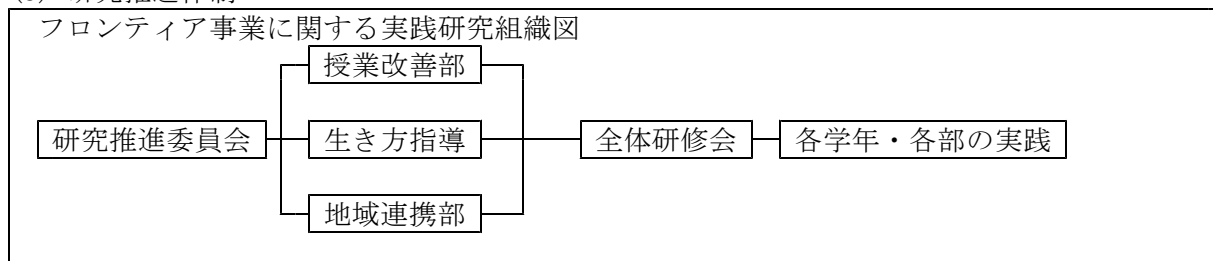 フロンティア事業に関する実践研究組織図
授業改善部
研究推進委員会 生き方指導 全体研修会 各学年・各部の実践
地域連携部